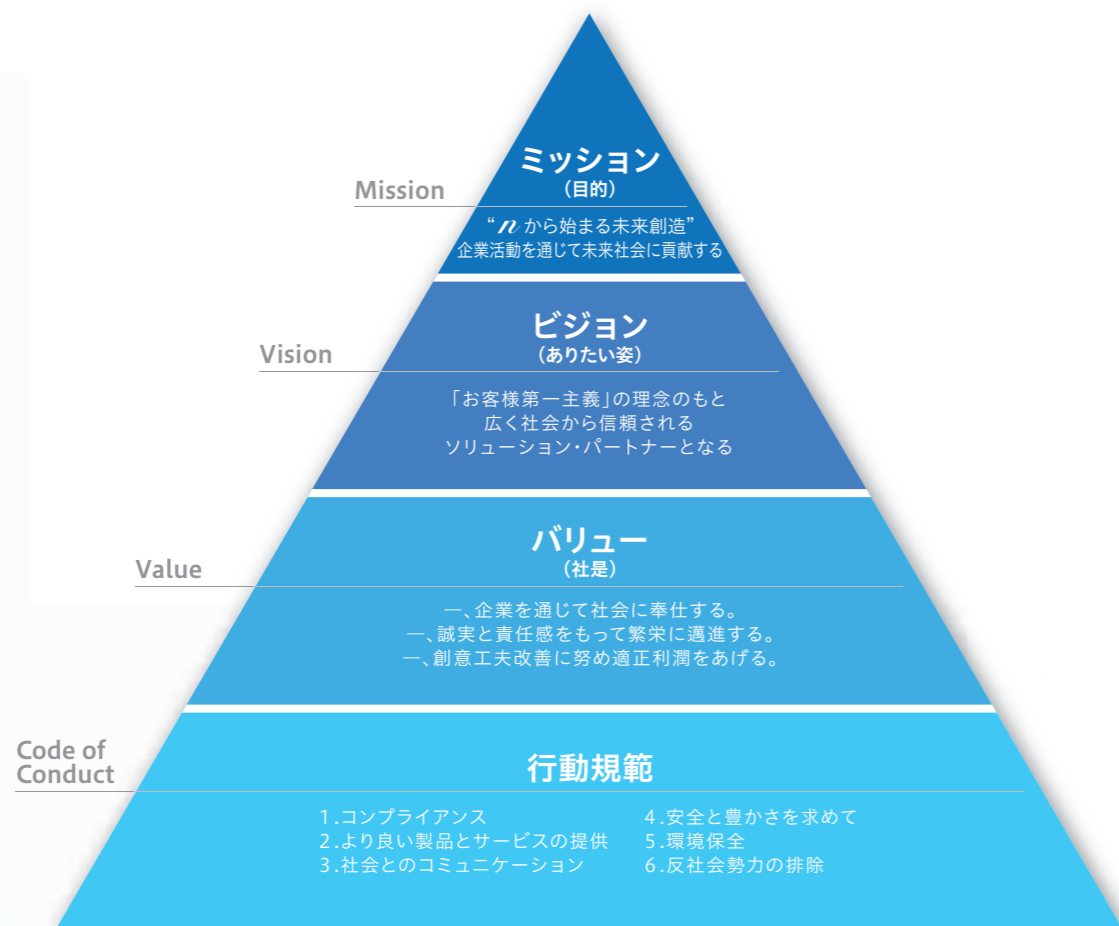 ミッション
(目的)
Mission
“nから始まる未来創造”
企業活動を通じて未来社会に貢献する
ビジョン
(ありたい姿)
Vision
「お客様第一主義」の理念のもと
広く社会から信頼される
ソリューション・パートナーとなる
バリュー
(社是)
Value
一、企業を通じて社会に奉仕する。
一、誠実と責任感をもって繁栄に邁進する。
一、創意工夫改善に努め適正利潤をあげる。
Code of
Conduct
行動規範
1.コンプライアンス
2.より良い製品とサービスの提供
3.社会とのコミュニケーション
4.安全と豊かさを求めて
5.環境保全
6.反社会勢力の排除